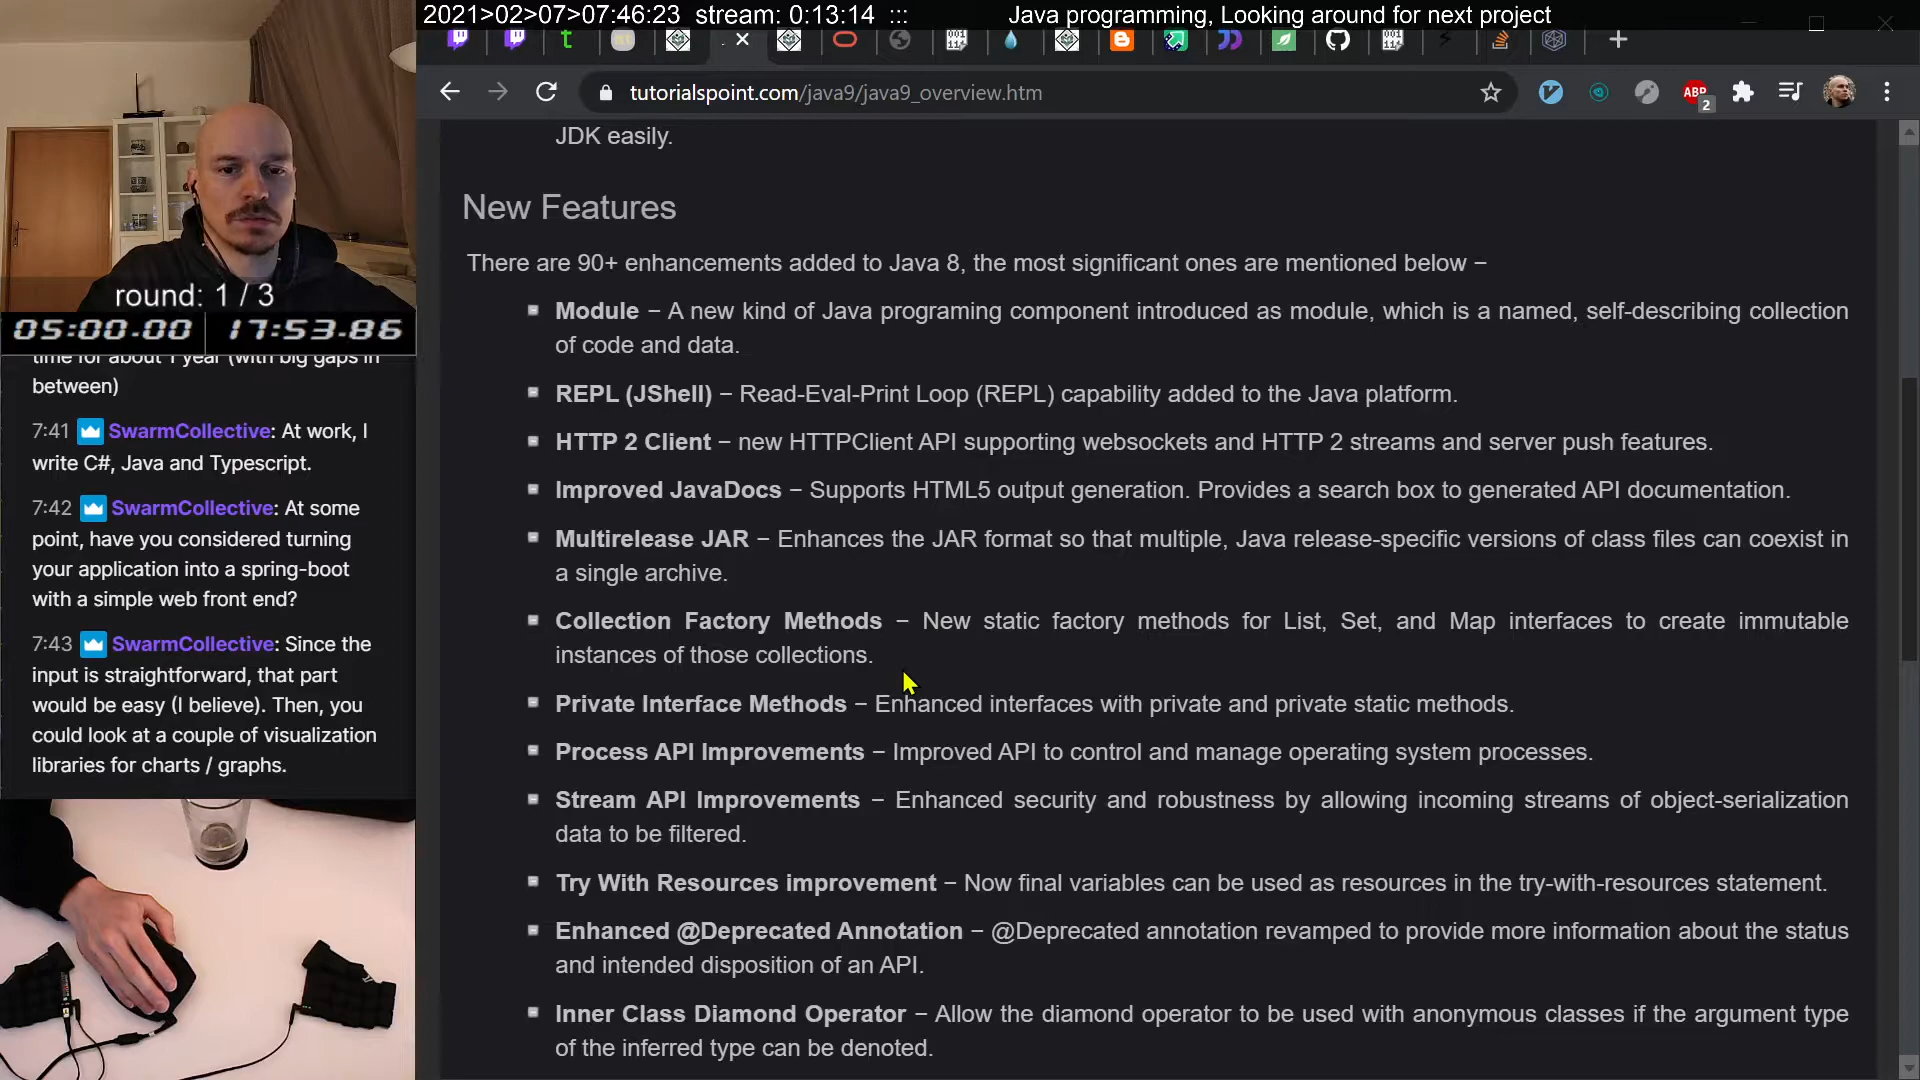 2021>02>07>07:46:23 stream: 0:13:14 ::: Java programming, Looking around for next project
tutorialspoint.com/java9/java9_overview.htm
ABP
2
JDK easily.
New Features
There are 90+ enhancements added to Java 8, the most significant ones are mentioned below −
Module − A new kind of Java programing component introduced as module, which is a named, self-describing collection
of code and data.
REPL (JShell) − Read-Eval-Print Loop (REPL) capability added to the Java platform.
HTTP 2 Client − new HTTPClient API supporting websockets and HTTP 2 streams and server push features.
Improved JavaDocs − Supports HTML5 output generation. Provides a search box to generated API documentation.
Multirelease JAR − Enhances the JAR format so that multiple, Java release-specific versions of class files can coexist in
a single archive.
Collection Factory Methods − New static factory methods for List, Set, and Map interfaces to create immutable
instances of those collections.
Private Interface Methods − Enhanced interfaces with private and private static methods.
Process API Improvements − Improved API to control and manage operating system processes.
Stream API Improvements − Enhanced security and robustness by allowing incoming streams of object-serialization
data to be filtered.
Try With Resources improvement − Now final variables can be used as resources in the try-with-resources statement.
Enhanced @Deprecated Annotation − @Deprecated annotation revamped to provide more information about the status
and intended disposition of an API.
Inner Class Diamond Operator − Allow the diamond operator to be used with anonymous classes if the argument type
of the inferred type can be denoted.
round: 1 / 3
05:00.00 17:53.86
time for about 1 year (with big gaps in
between)
7:41 SwarmCollective: At work, I
write C#, Java and Typescript.
7:42 SwarmCollective: At some
point, have you considered turning
your application into a spring-boot
with a simple web front end?
7:43 SwarmCollective: Since the
input is straightforward, that part
would be easy (I believe). Then, you
could look at a couple of visualization
libraries for charts / graphs.